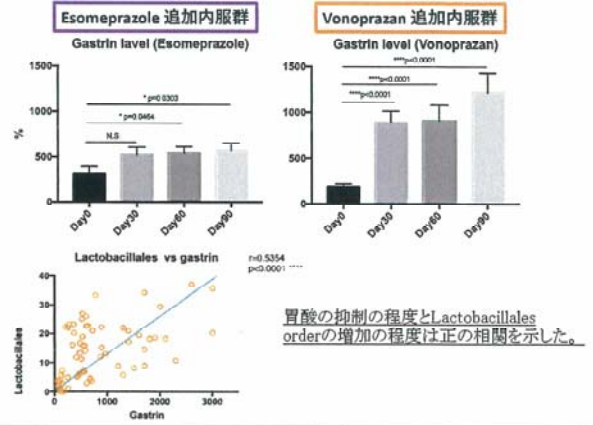 Esomeprazole 追加内服群
Vonoprazan 追加内服群
Gastrin lavel (Esomeprazole)
Gastrin level (Vonoprazan)
1500
* p=0.0303
* p=0.0464
N.S
1000
%
500
0
Day0
Day30
Day60
Day90
1500
****p<0.0001
****p<0.0001
****p<0.0001
1000
500
0
Day0
Day30
Day60
Day90
Lactobacillales vs gastrin
r=0.5354
p<0.0001 ****
40
30
20
10
0
Lactobacillales
0
1000
2000
3000
Gastrin
胃酸の抑制の程度とLactobacillales
orderの増加の程度は正の相関を示した。